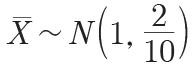 X̄ ~ N(1, 2/10)